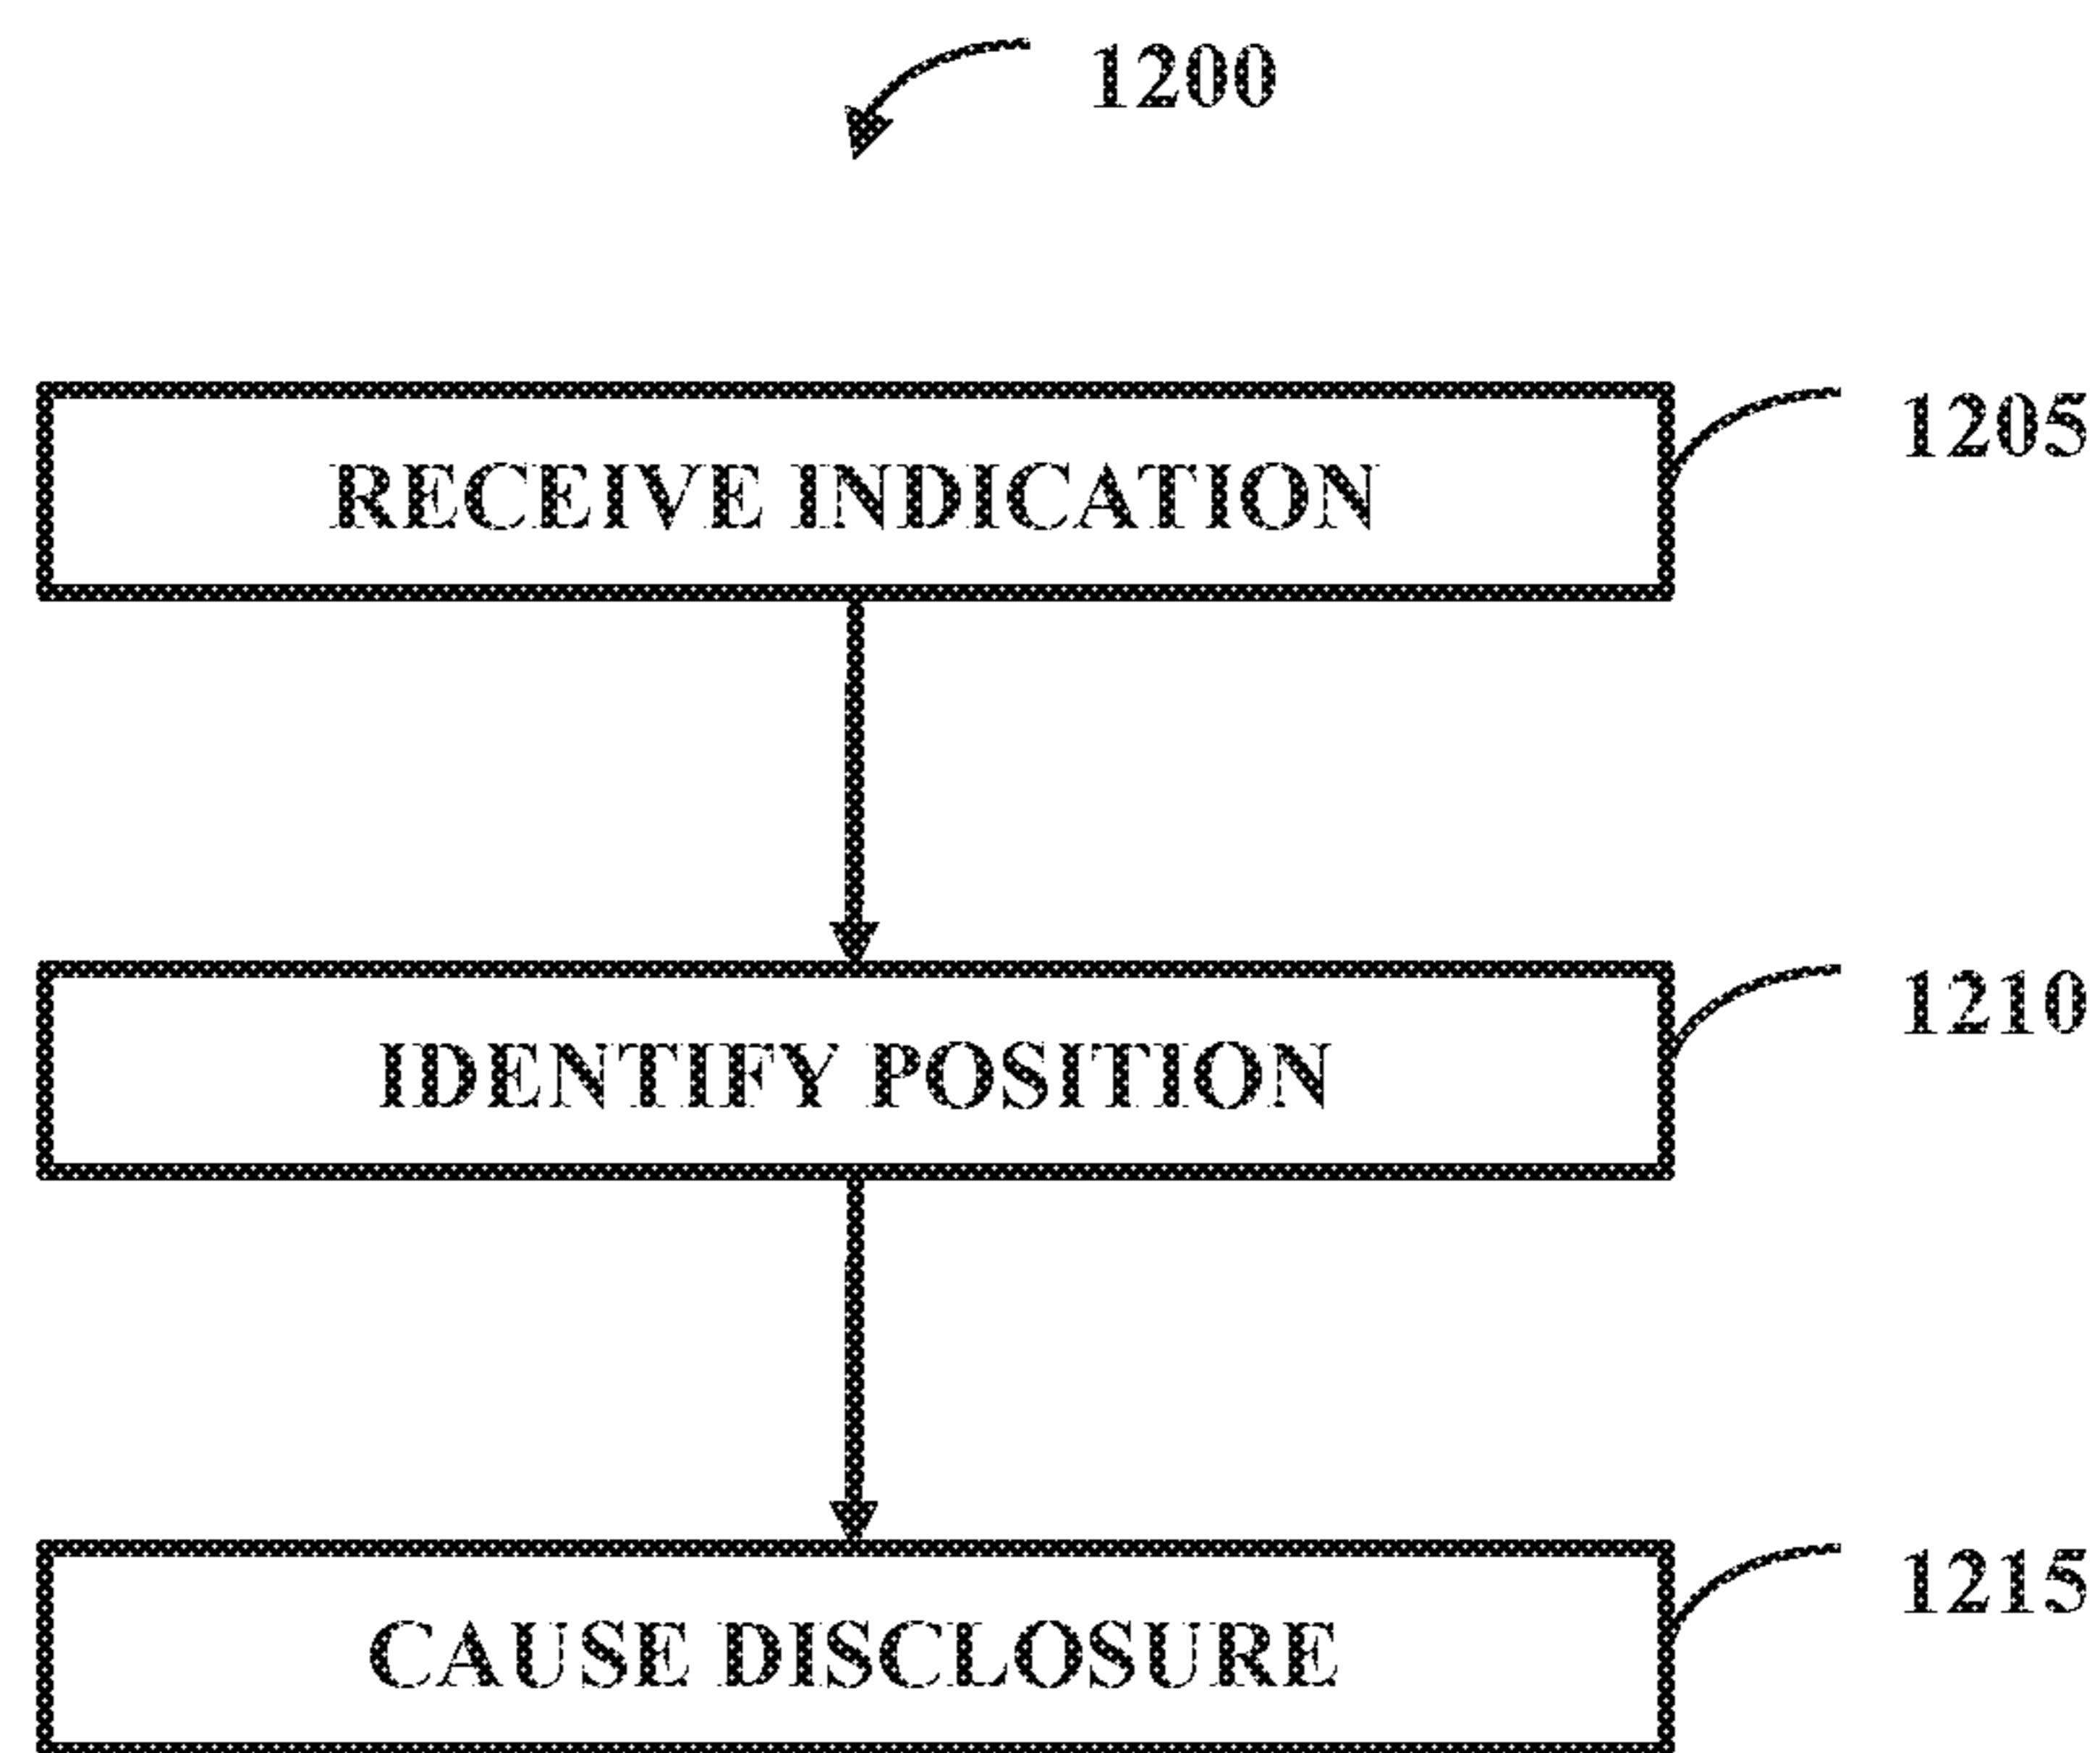 1200
RECEIVE INDICATION
1205
IDENTIFY POSITION
1210
CAUSE DISCLOSURE
1215